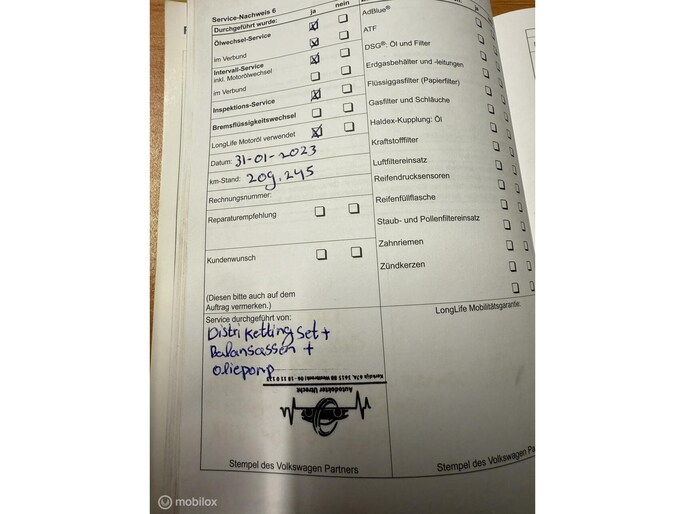 Service-Nachweis 6
ja nein
Durchgeführt wurde:
Ölwechsel-Service
im Verbund
Intervall-Service
inkl. Motorölwechsel
im Verbund
Inspektions-Service
Bremsflüssigkeitswechsel
LongLife Motoröl verwendet
Datum: 31-01-2023
km-Stand: 209.245
Rechnungsnummer:
Reparaturempfehlung
Kundenwunsch
(Diesen bitte auch auf dem
Auftrag vermerken.)
Service durchgeführt von:
Distri Ketting set +
Balansassen +
oliepomp
Autodokter Utrecht
Stempel des Volkswagen Partners
ja
AdBlue®
ATF
DSG®: Öl und Filter
Erdgasbehälter und -leitungen
Flüssiggasfilter (Papierfilter)
Gasfilter und Schläuche
Haldex-Kupplung: Öl
Kraftstofffilter
Luftfiltereinsatz
Reifendrucksensoren
Reifenfüllflasche
Staub- und Pollenfiltereinsatz
Zahnriemen
Zündkerzen
LongLife Mobilitätsgarantie:
Stempel des Volkswagen Pa
mobilox